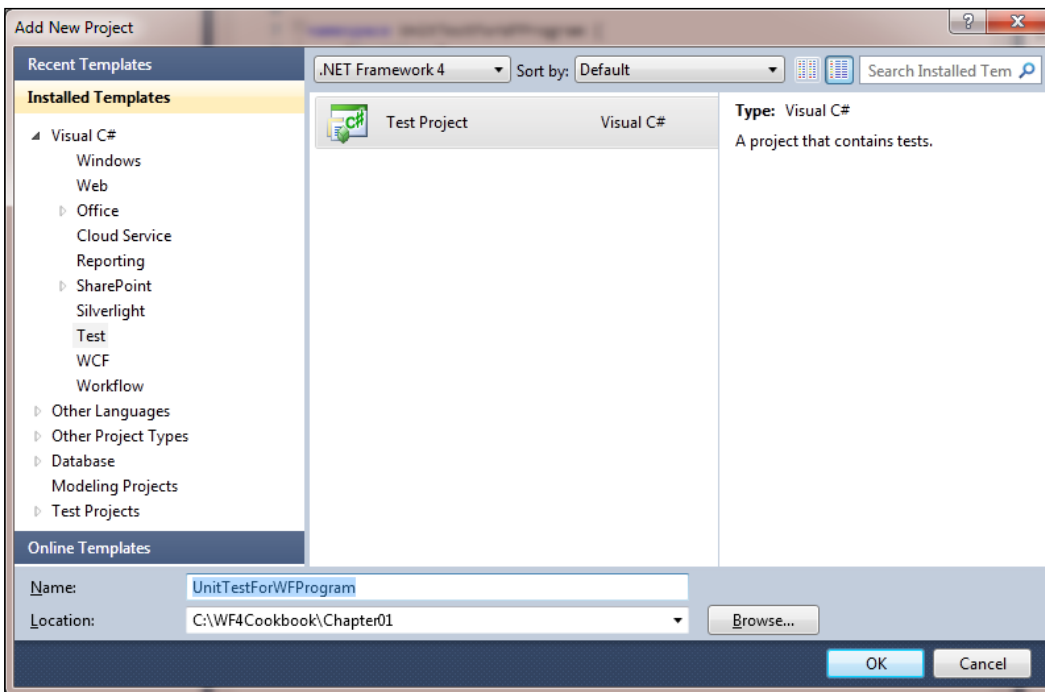 Add New Project
namespace UnitTestForWFProgram {
?
X
Recent Templates
Installed Templates
Visual C#
Windows
Web
Office
Cloud Service
Reporting
SharePoint
Silverlight
Test
WCF
Workflow
Other Languages
Other Project Types
Database
Modeling Projects
Test Projects
Online Templates
.NET Framework 4
Sort by: Default
Search Installed Tem
C#
Test Project Visual C#
Type: Visual C#
A project that contains tests.
Name: UnitTestForWFProgram
Location: C:\WF4Cookbook\Chapter01
Browse...
OK
Cancel